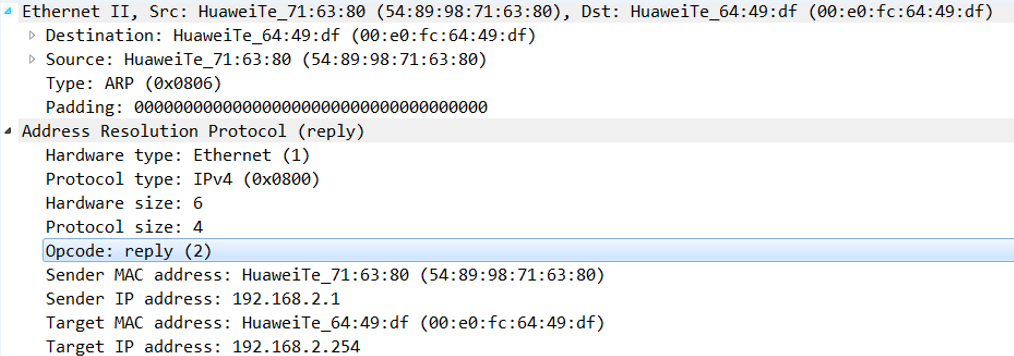 Ethernet II, Src: HuaweiTe_71:63:80 (54:89:98:71:63:80), Dst: HuaweiTe_64:49:df (00:e0:fc:64:49:df)
Destination: HuaweiTe_64:49:df (00:e0:fc:64:49:df)
Source: HuaweiTe_71:63:80 (54:89:98:71:63:80)
Type: ARP (0x0806)
Padding: 000000000000000000000000000000000000
Address Resolution Protocol (reply)
Hardware type: Ethernet (1)
Protocol type: IPv4 (0x0800)
Hardware size: 6
Protocol size: 4
Opcode: reply (2)
Sender MAC address: HuaweiTe_71:63:80 (54:89:98:71:63:80)
Sender IP address: 192.168.2.1
Target MAC address: HuaweiTe_64:49:df (00:e0:fc:64:49:df)
Target IP address: 192.168.2.254